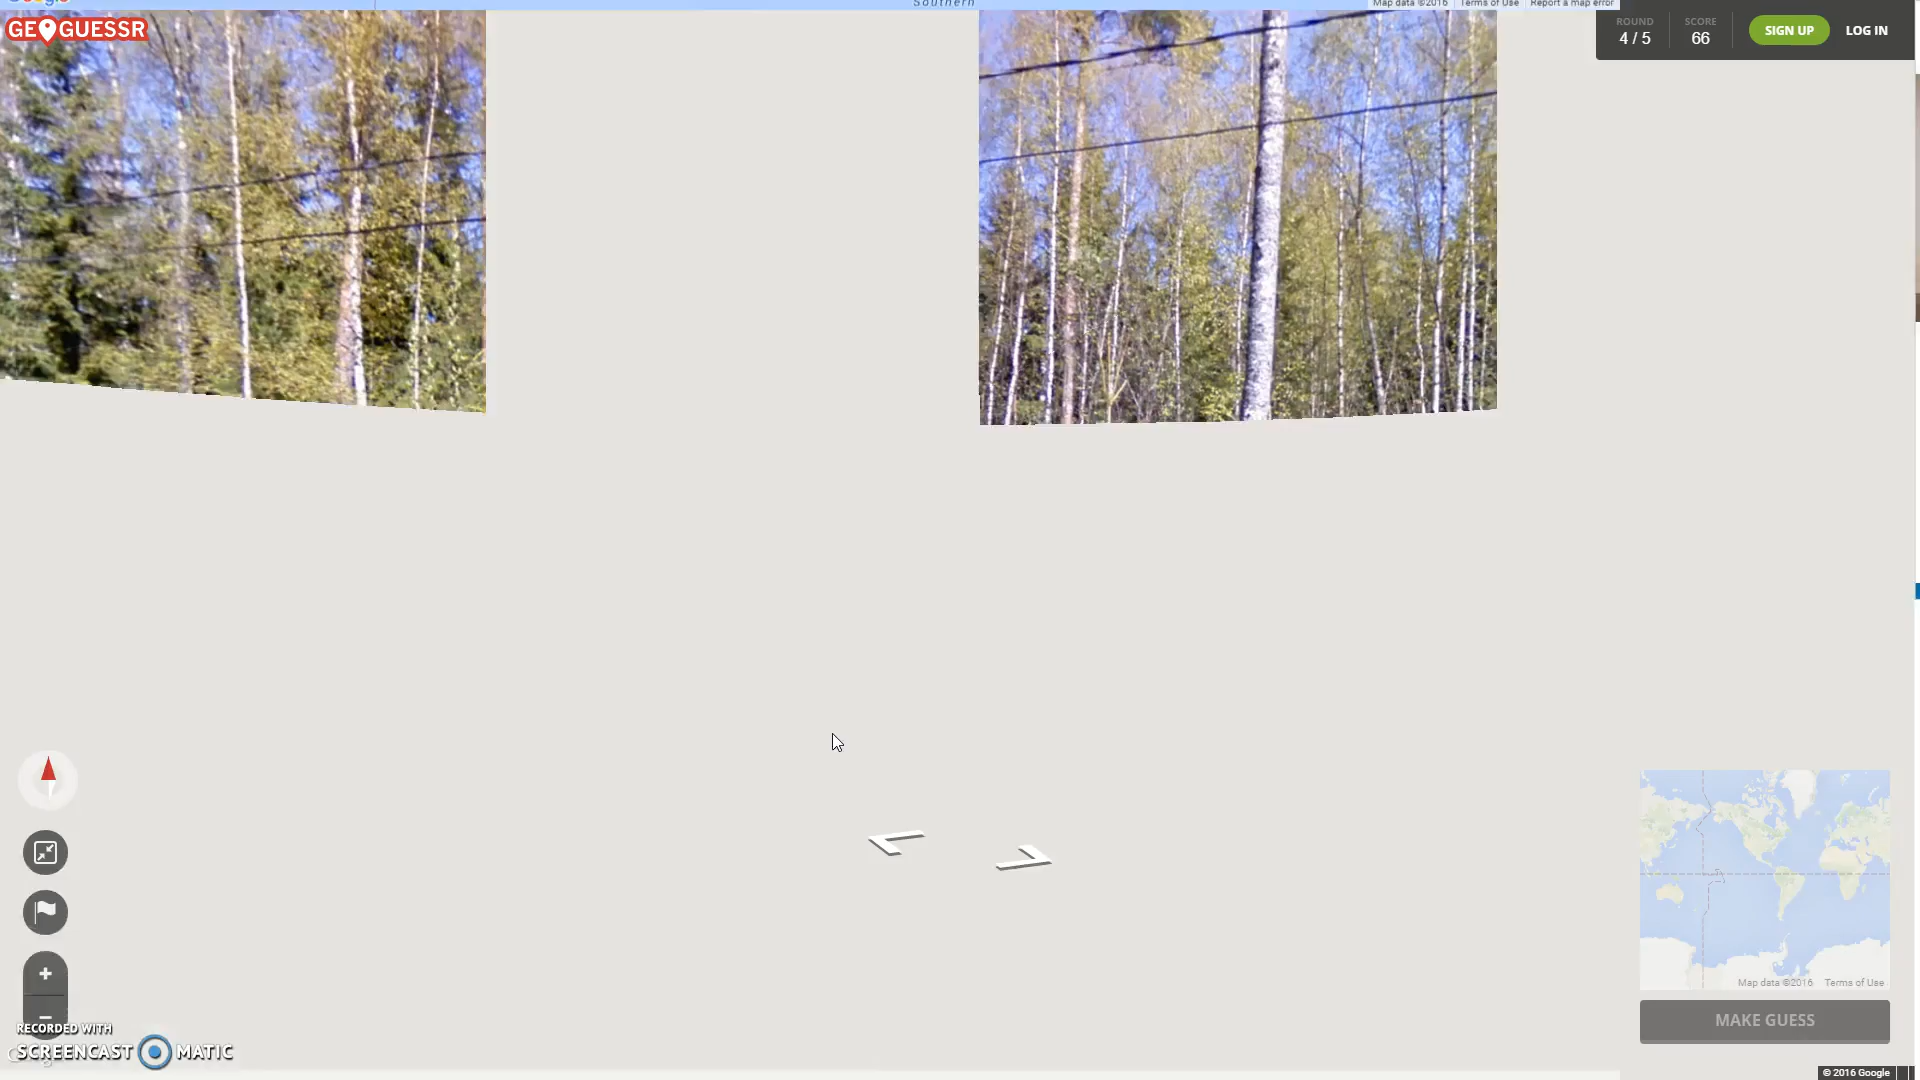 Google
Southern
Map data ©2016 Terms of Use Report a map error
GEOGUESSR
ROUND
4 / 5
SCORE
66
SIGN UP
LOG IN
Map data ©2016 Terms of Use
MAKE GUESS
RECORDED WITH
SCREENCAST MATIC
© 2016 Google